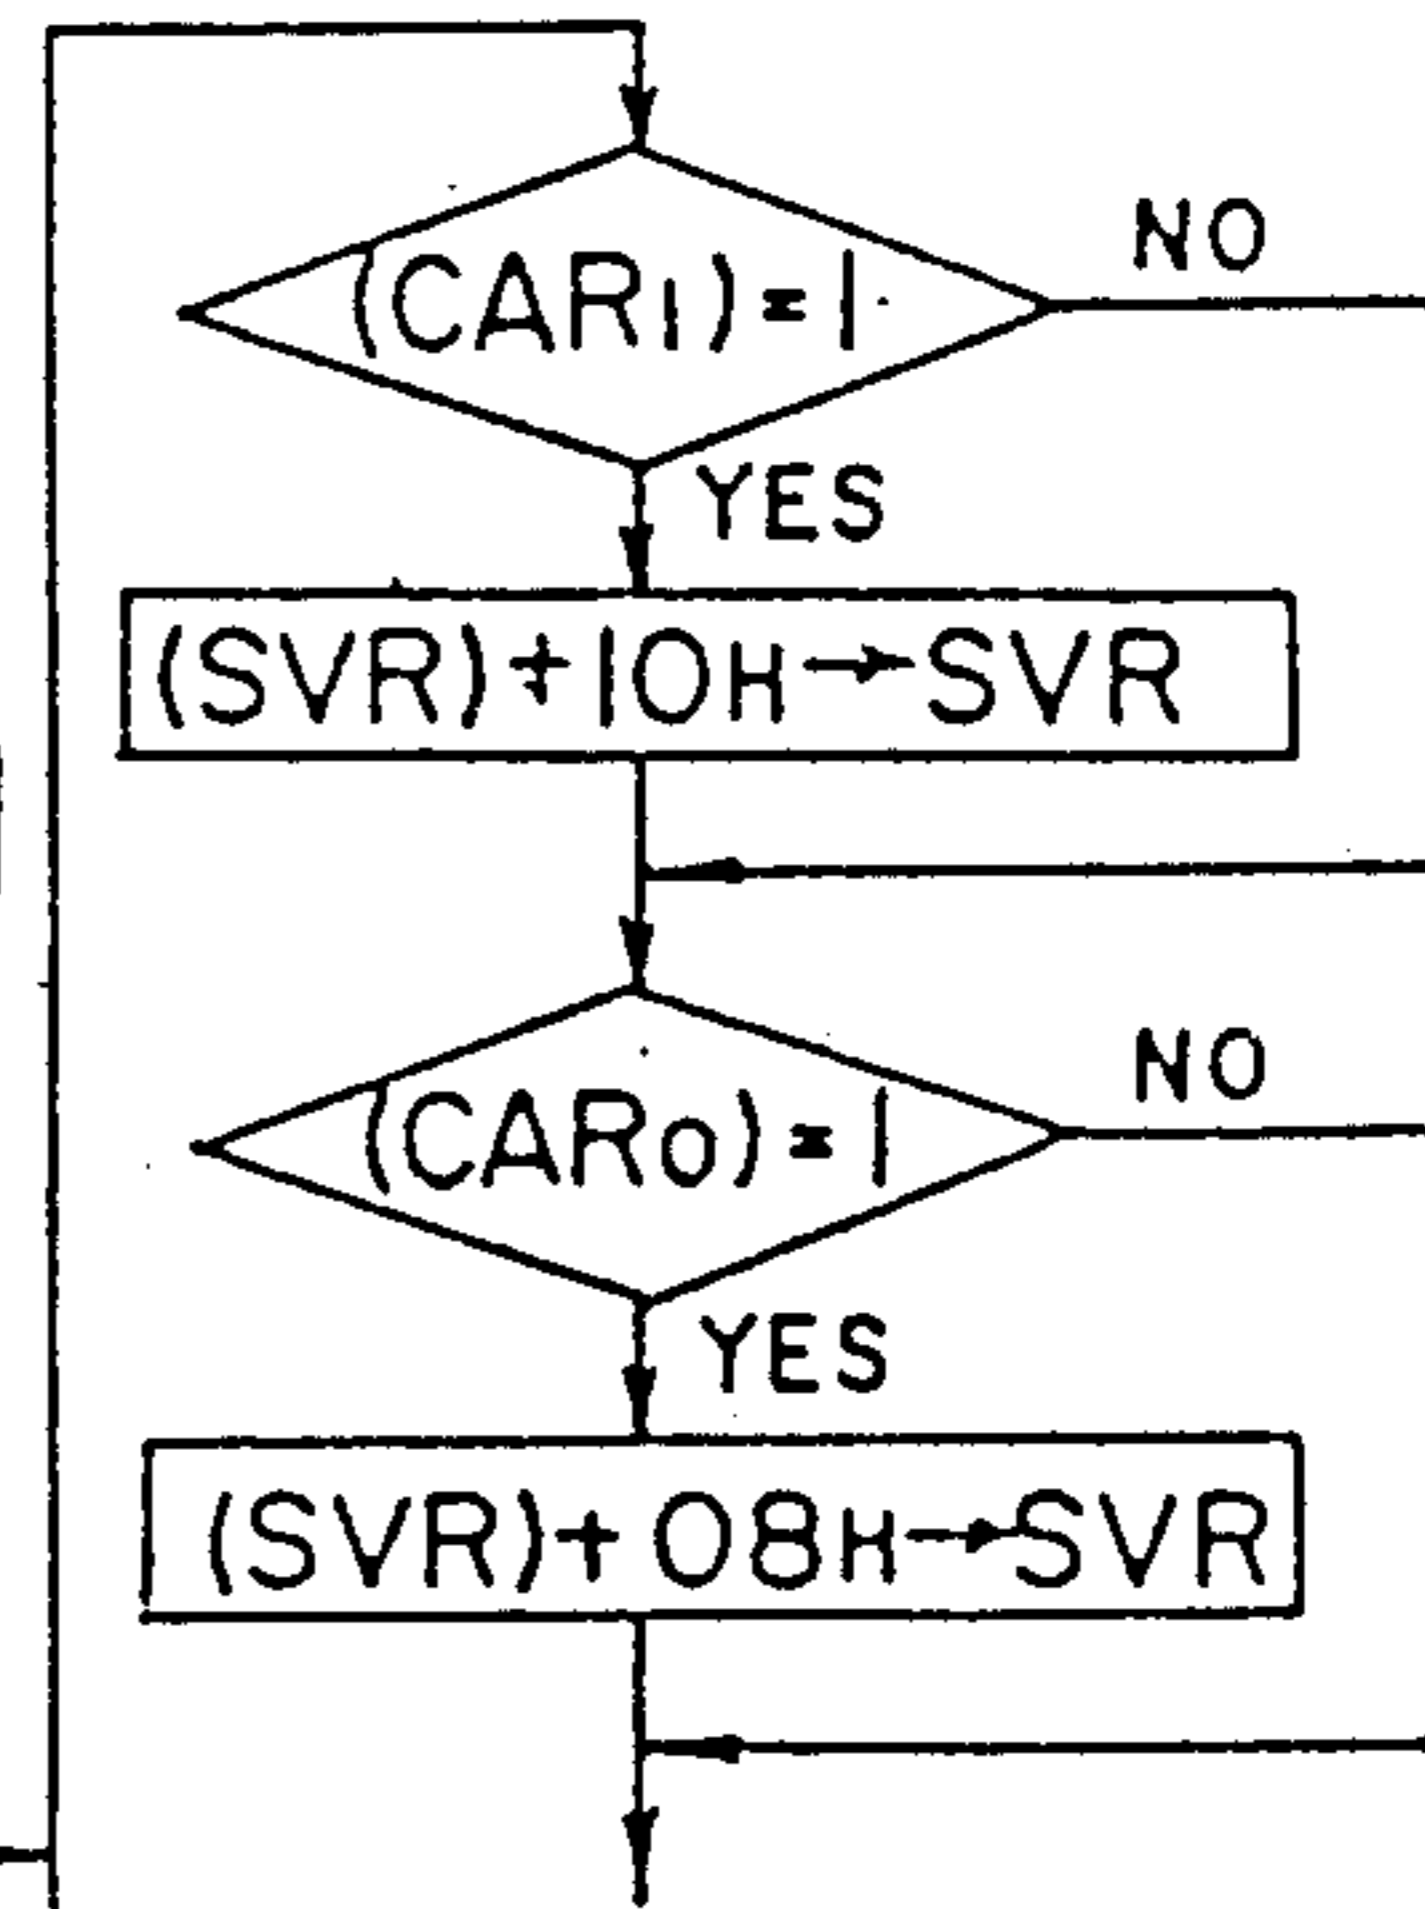 NO
(CAR1)=1
YES
(SVR)+10H→SVR
NO
(CAR0)=1
YES
(SVR)+08H→SVR